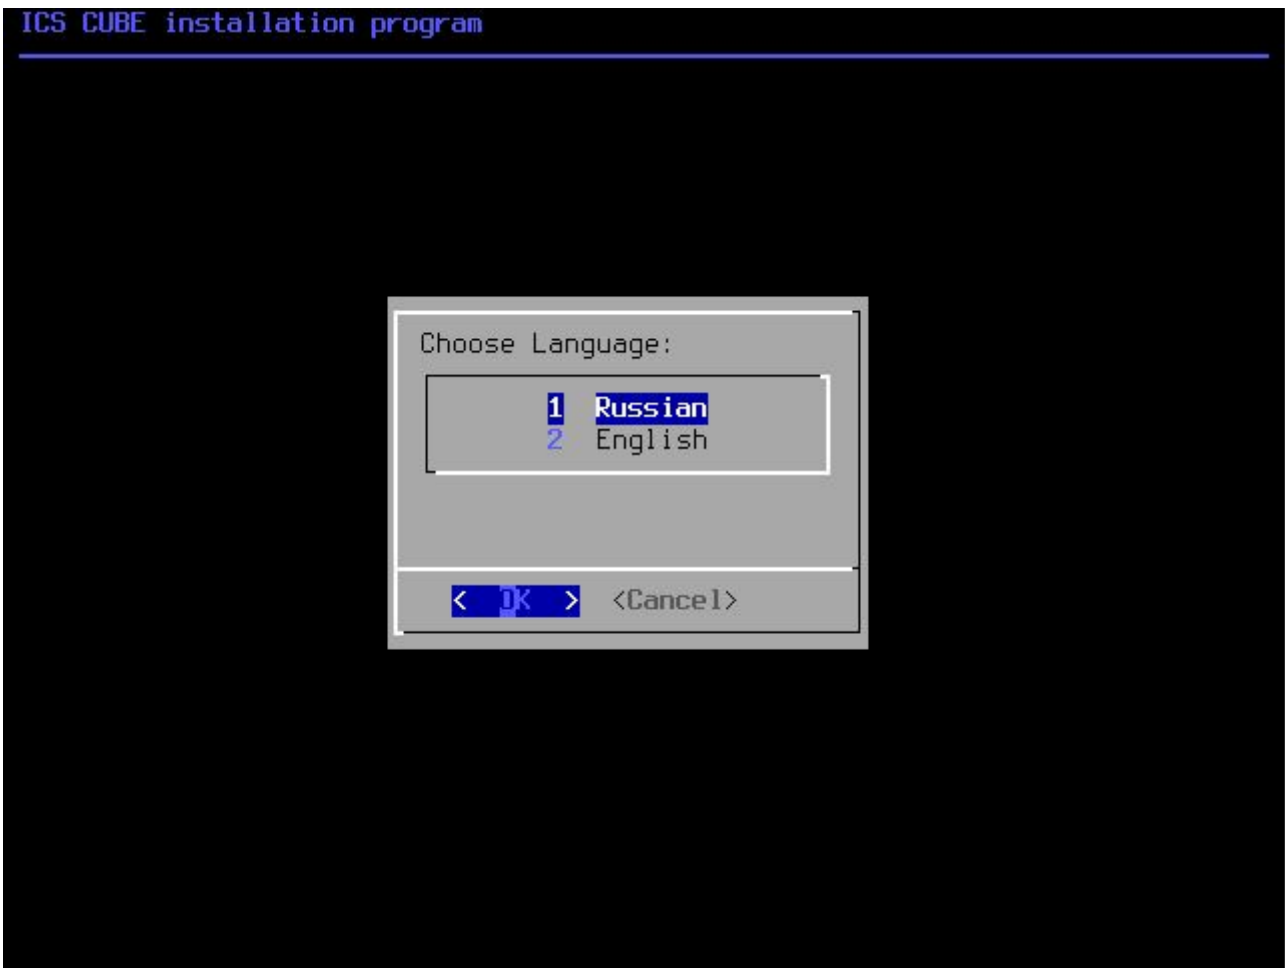 ICS CUBE installation program
Choose Language:
1 Russian
2 English
< OK > <Cancel>